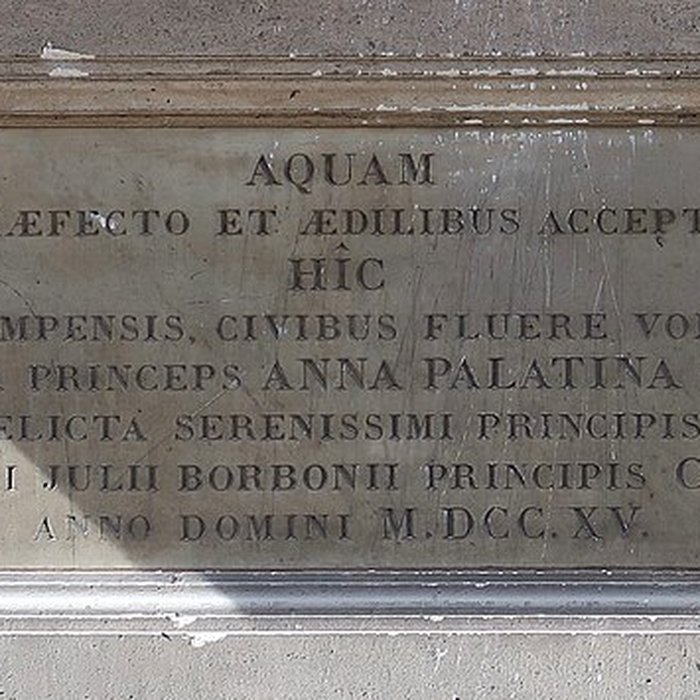 AQUAM
ÆFECTO ET ÆDILIBUS ACCEPT
HÎC
MPENSIS, CIVIBUS FLUERE VO
PRINCEPS ANNA PALATINA
ELICTA SERENISSIMI PRINCIPIS
I JULII BORBONII PRINCIPIS C
ANNO DOMINI M.DCC.XV.